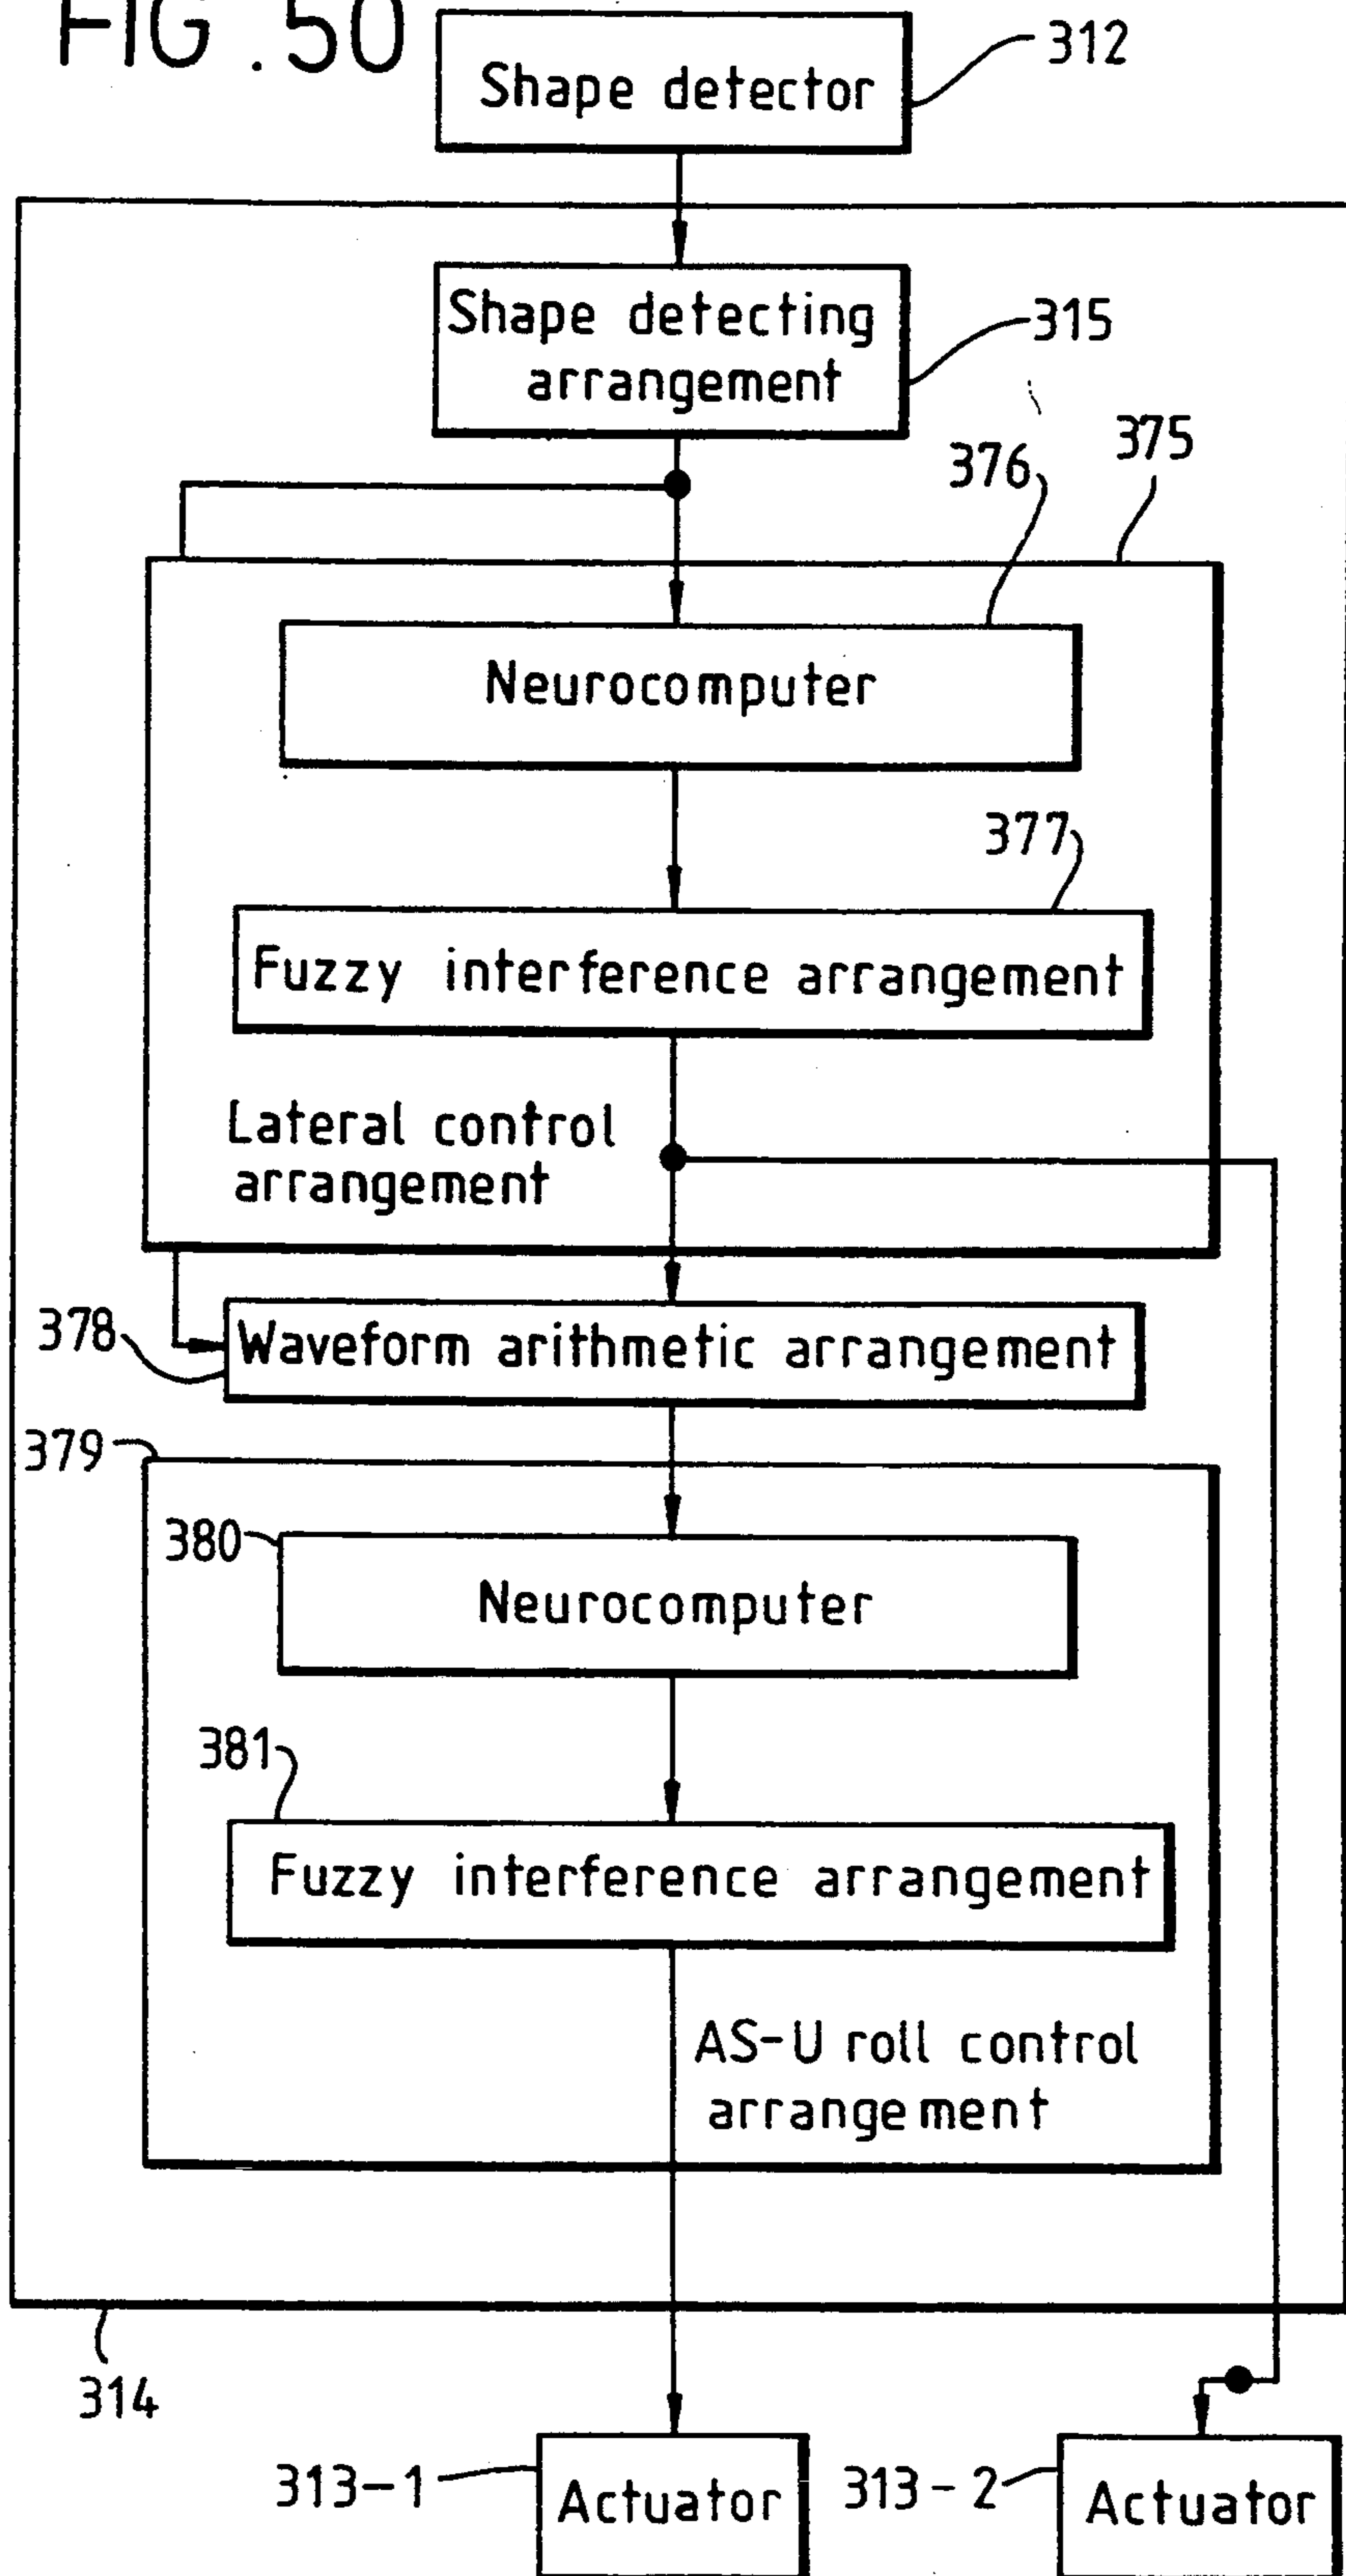 FIG. 50
Shape detector
312
Shape detecting
arrangement
315
375
376
Neurocomputer
377
Fuzzy interference arrangement
Lateral control
arrangement
378
Waveform arithmetic arrangement
379
380
Neurocomputer
381
Fuzzy interference arrangement
AS-U roll control
arrangement
314
313-1
Actuator
313-2
Actuator